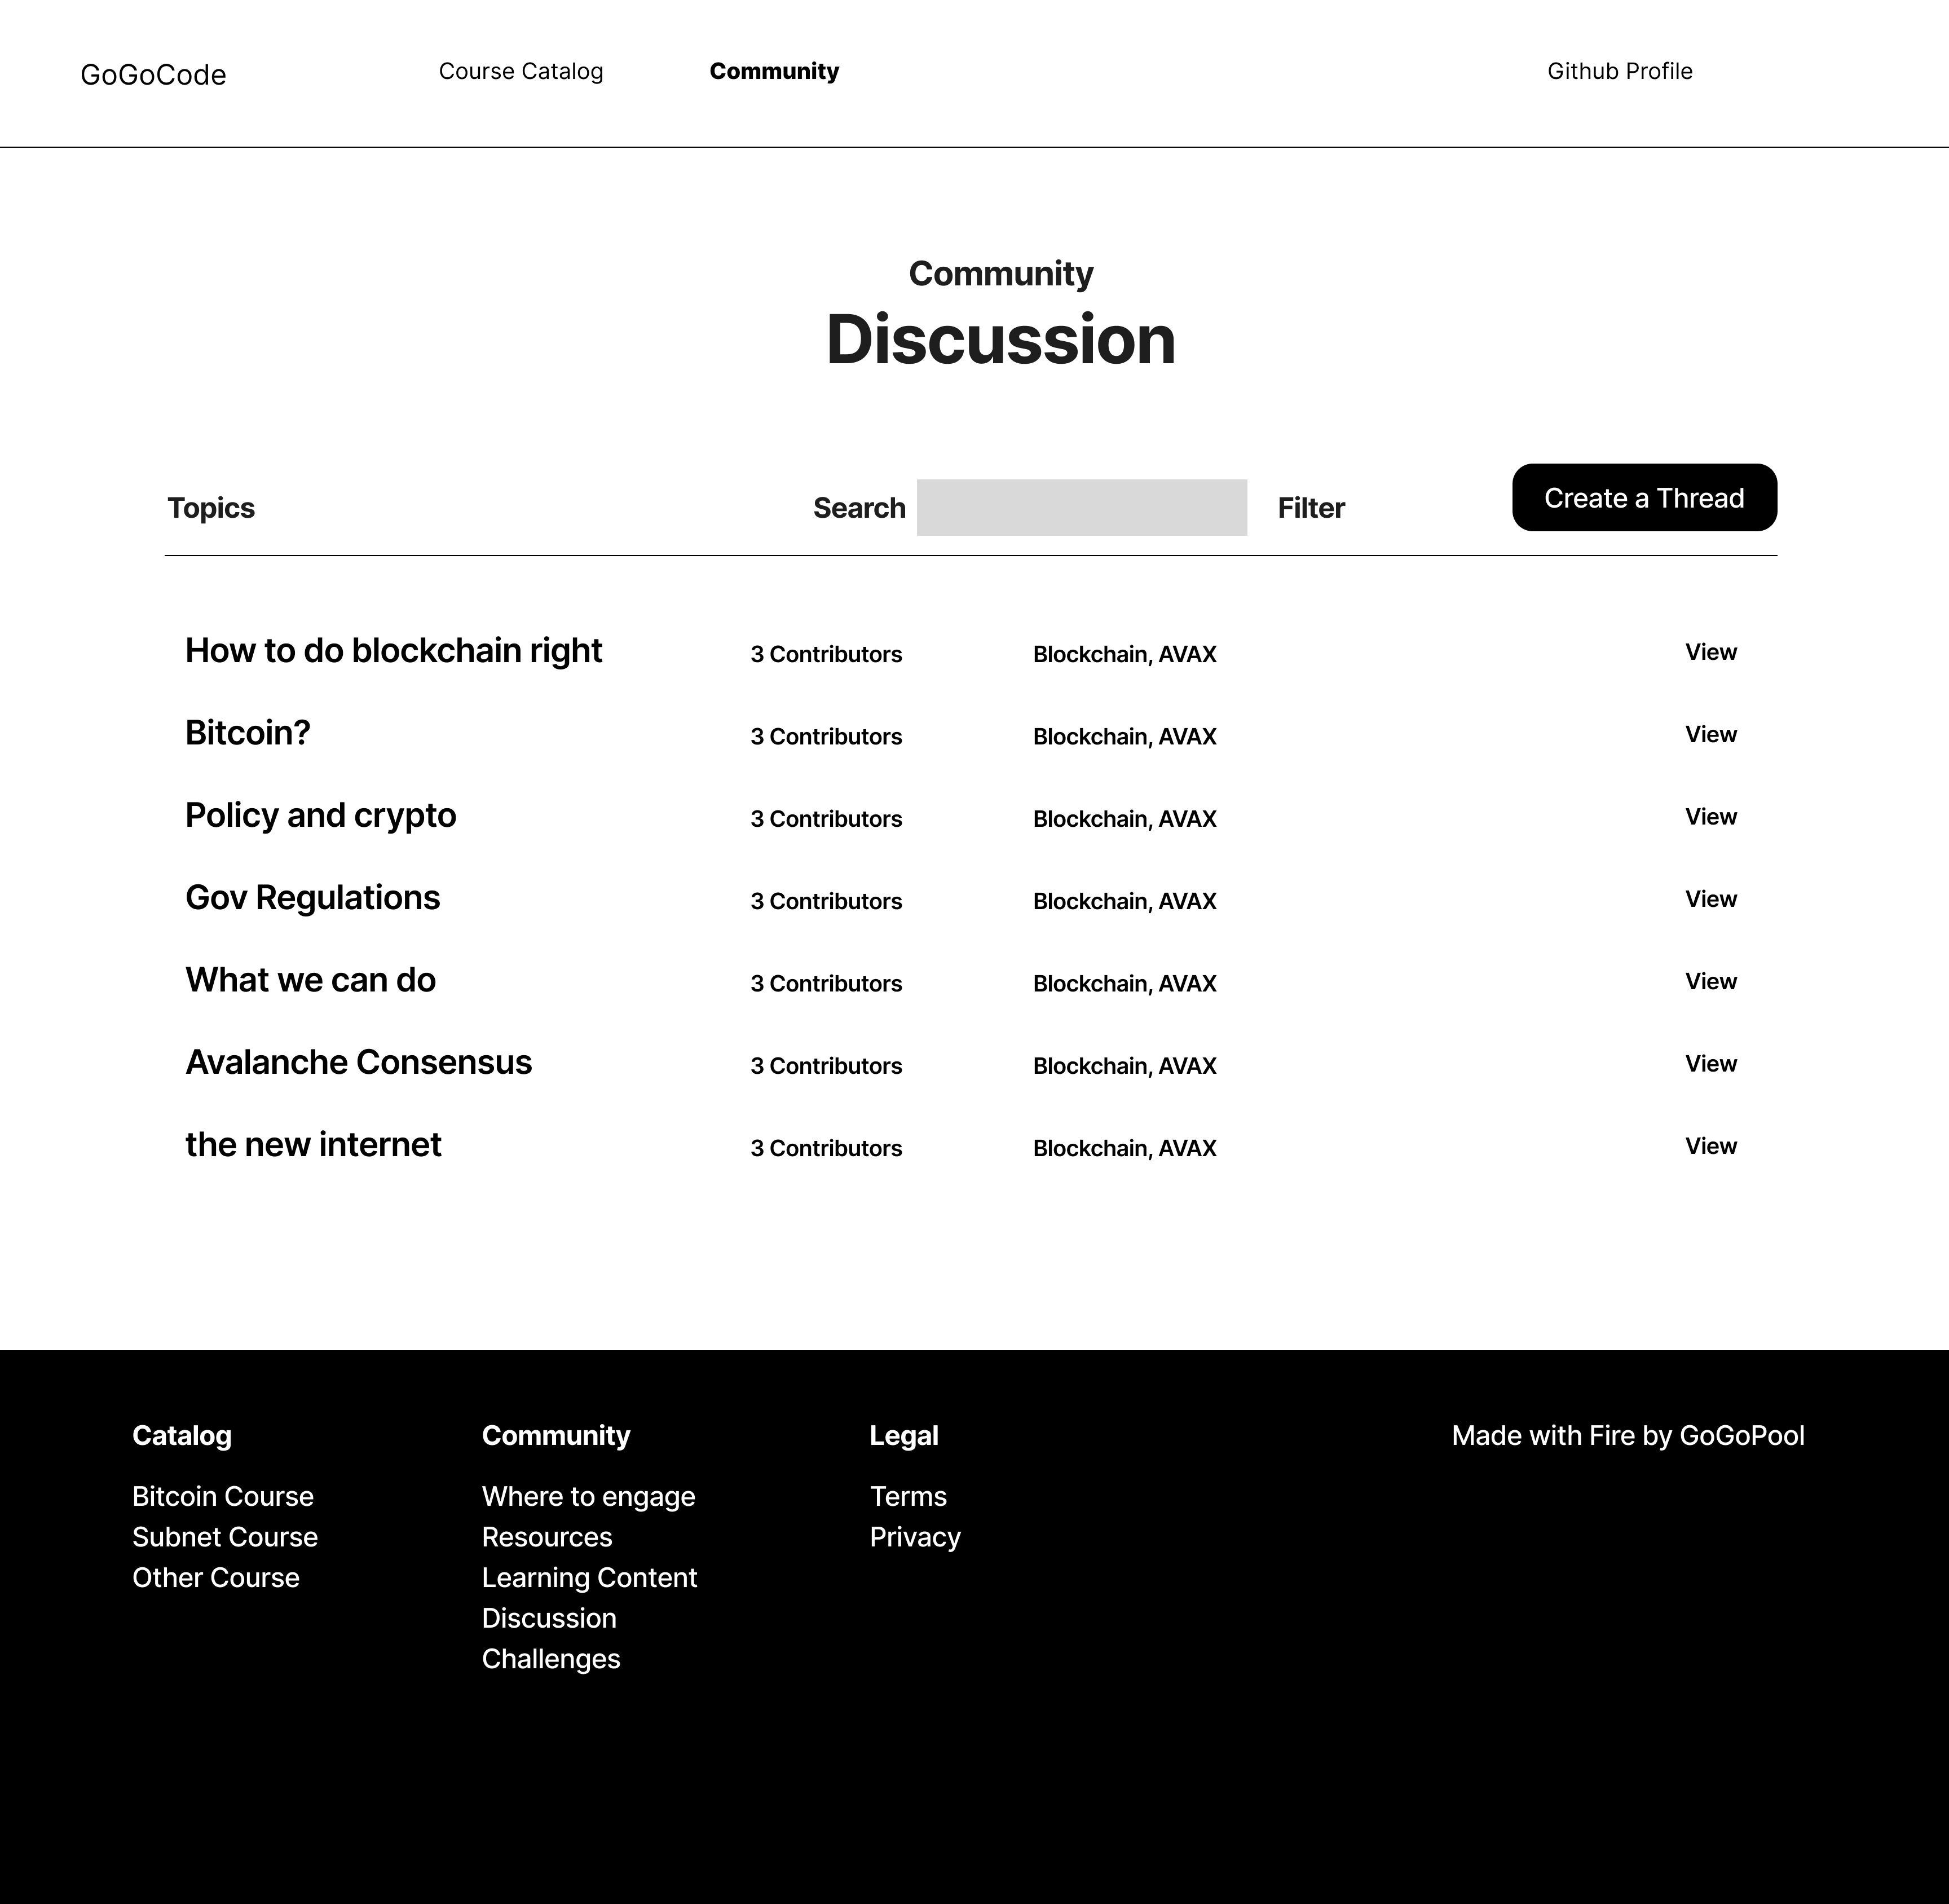 GoGoCode Course Catalog Community Github Profile
Community
Discussion
Topics Search Filter Create a Thread
How to do blockchain right 3 Contributors Blockchain, AVAX View
Bitcoin? 3 Contributors Blockchain, AVAX View
Policy and crypto 3 Contributors Blockchain, AVAX View
Gov Regulations 3 Contributors Blockchain, AVAX View
What we can do 3 Contributors Blockchain, AVAX View
Avalanche Consensus 3 Contributors Blockchain, AVAX View
the new internet 3 Contributors Blockchain, AVAX View
Catalog
Bitcoin Course
Subnet Course
Other Course
Community
Where to engage
Resources
Learning Content
Discussion
Challenges
Legal
Terms
Privacy
Made with Fire by GoGoPool